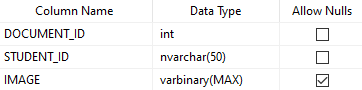 Column Name Data Type Allow Nulls
DOCUMENT_ID int
STUDENT_ID nvarchar(50)
IMAGE varbinary(MAX)